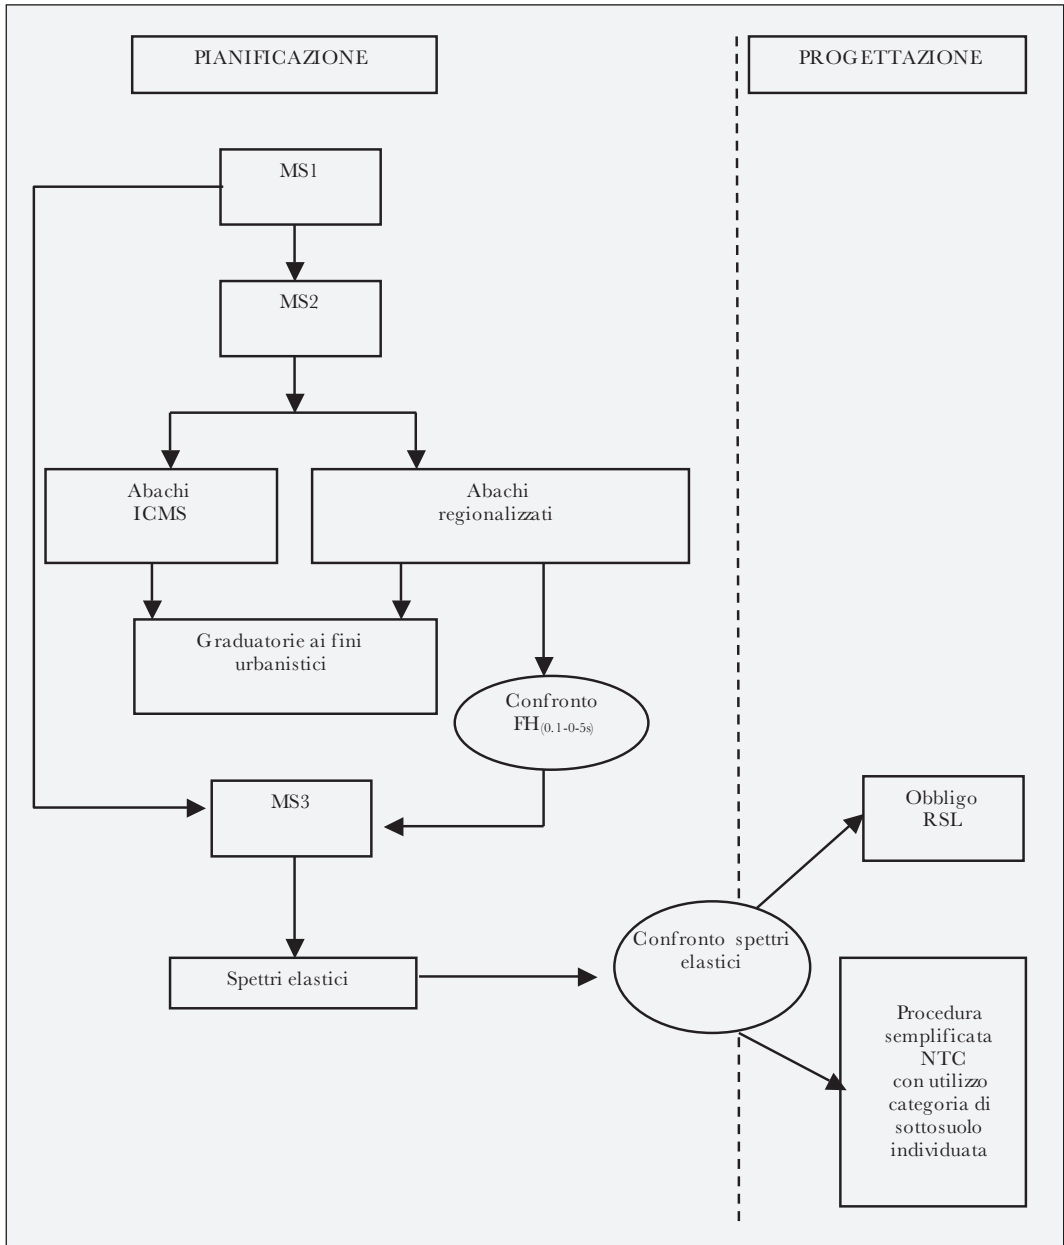 PIANIFICAZIONE
PROGETTAZIONE
MS1
MS2
Abachi
ICMS
Abachi
regionalizzati
Graduatorie ai fini
urbanistici
Confronto
FH(0.1-0-5s)
MS3
Obbligo
RSL
Confronto spettri
elastici
Spettri elastici
Procedura
semplificata
NTC
con utilizzo
categoria di
sottosuolo
individuata